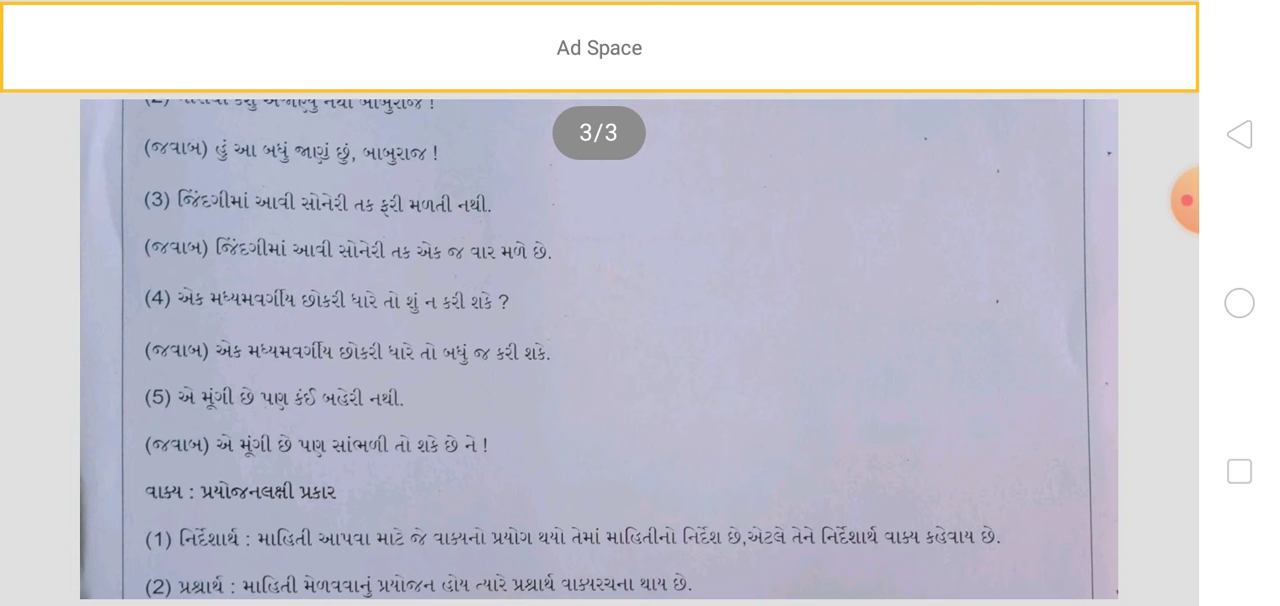 Ad Space
3/3
બાબુરાજ !
(જવાબ) હું આ બધું જાણું છું, બાબુરાજ !
(3) જિંદગીમાં આવી સોનેરી તક ફરી મળતી નથી.
(જવાબ) જિંદગીમાં આવી સોનેરી તક એક જ વાર મળે છે.
(4) એક મધ્યમવર્ગીય છોકરી ધારે તો શું ન કરી શકે ?
(જવાબ) એક મધ્યમવર્ગીય છોકરી ધારે તો બધું જ કરી શકે.
(5) એ મૂંગી છે પણ કંઈ બહેરી નથી.
(જવાબ) એ મૂંગી છે પણ સાંભળી તો શકે છે ને !
વાક્ય : પ્રયોજનલક્ષી પ્રકાર
(1) નિર્દેશાર્થ : માહિતી આપવા માટે જે વાક્યનો પ્રયોગ થયો તેમાં માહિતીનો નિર્દેશ છે,એટલે તેને નિર્દેશાર્થ વાક્ય કહેવાય છે.
(2) પ્રશ્નાર્થ : માહિતી મેળવવાનું પ્રયોજન હોય ત્યારે પ્રશ્નાર્થ વાક્યરચના થાય છે.